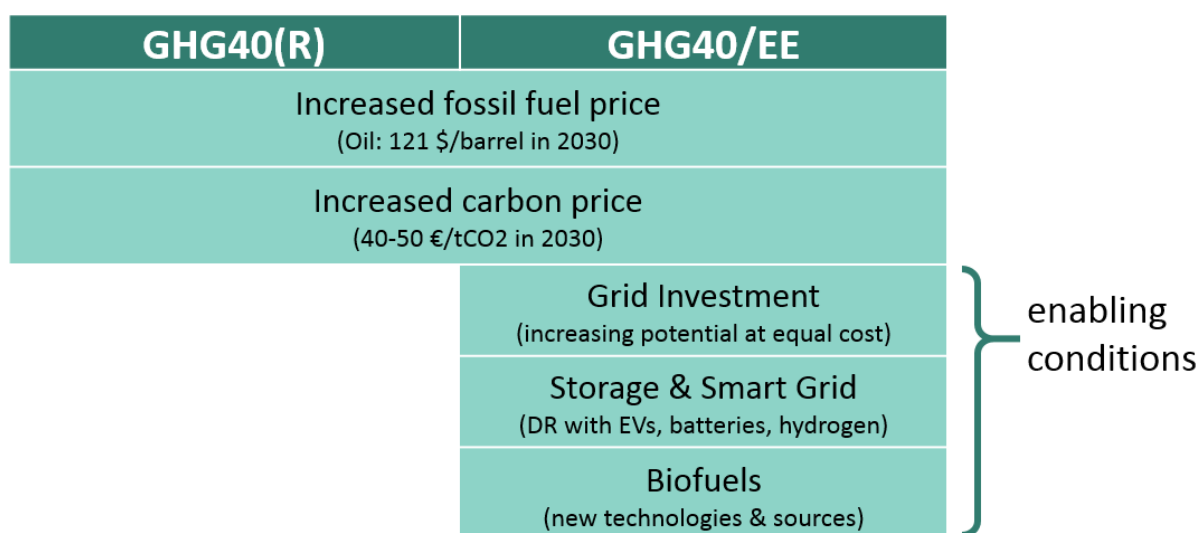 GHG40(R) GHG40/EE
Increased fossil fuel price
(Oil: 121 $/barrel in 2030)
Increased carbon price
(40-50 €/tCO2 in 2030)
Grid Investment
(increasing potential at equal cost)
Storage & Smart Grid
(DR with EVs, batteries, hydrogen)
Biofuels
(new technologies & sources)
enabling
conditions